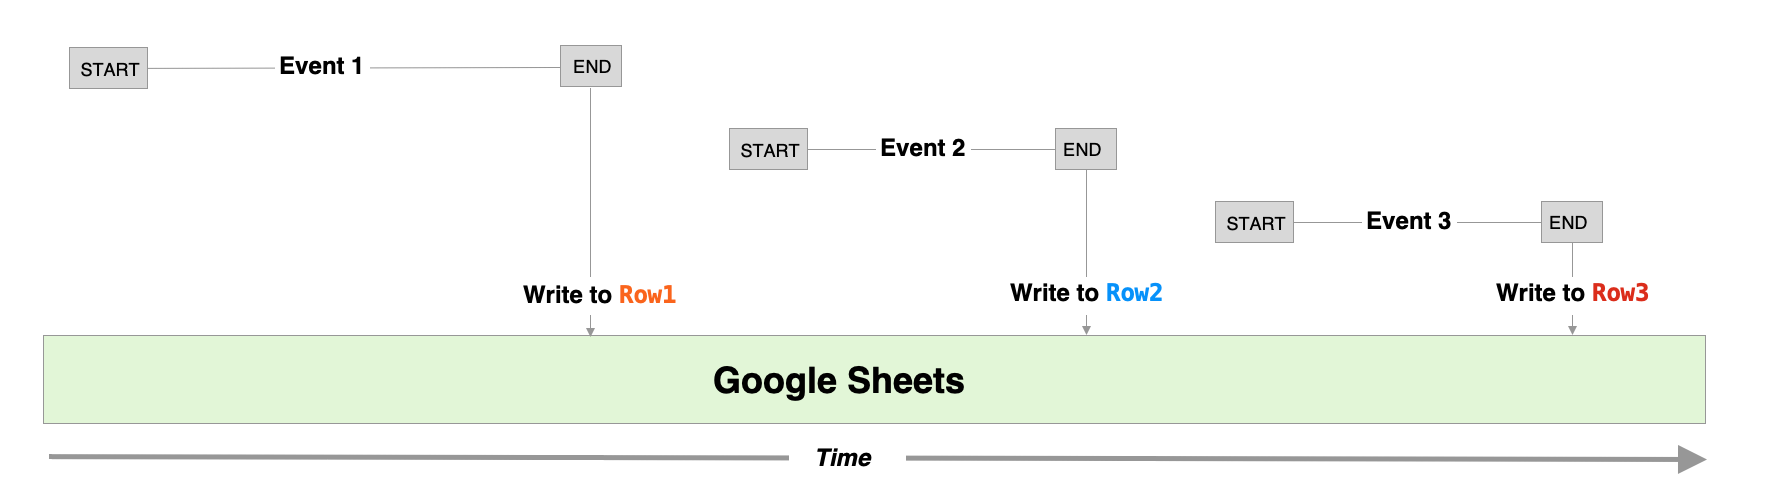 START Event 1 END
START Event 2 END
START Event 3 END
Write to Row1 Write to Row2 Write to Row3
Google Sheets
Time